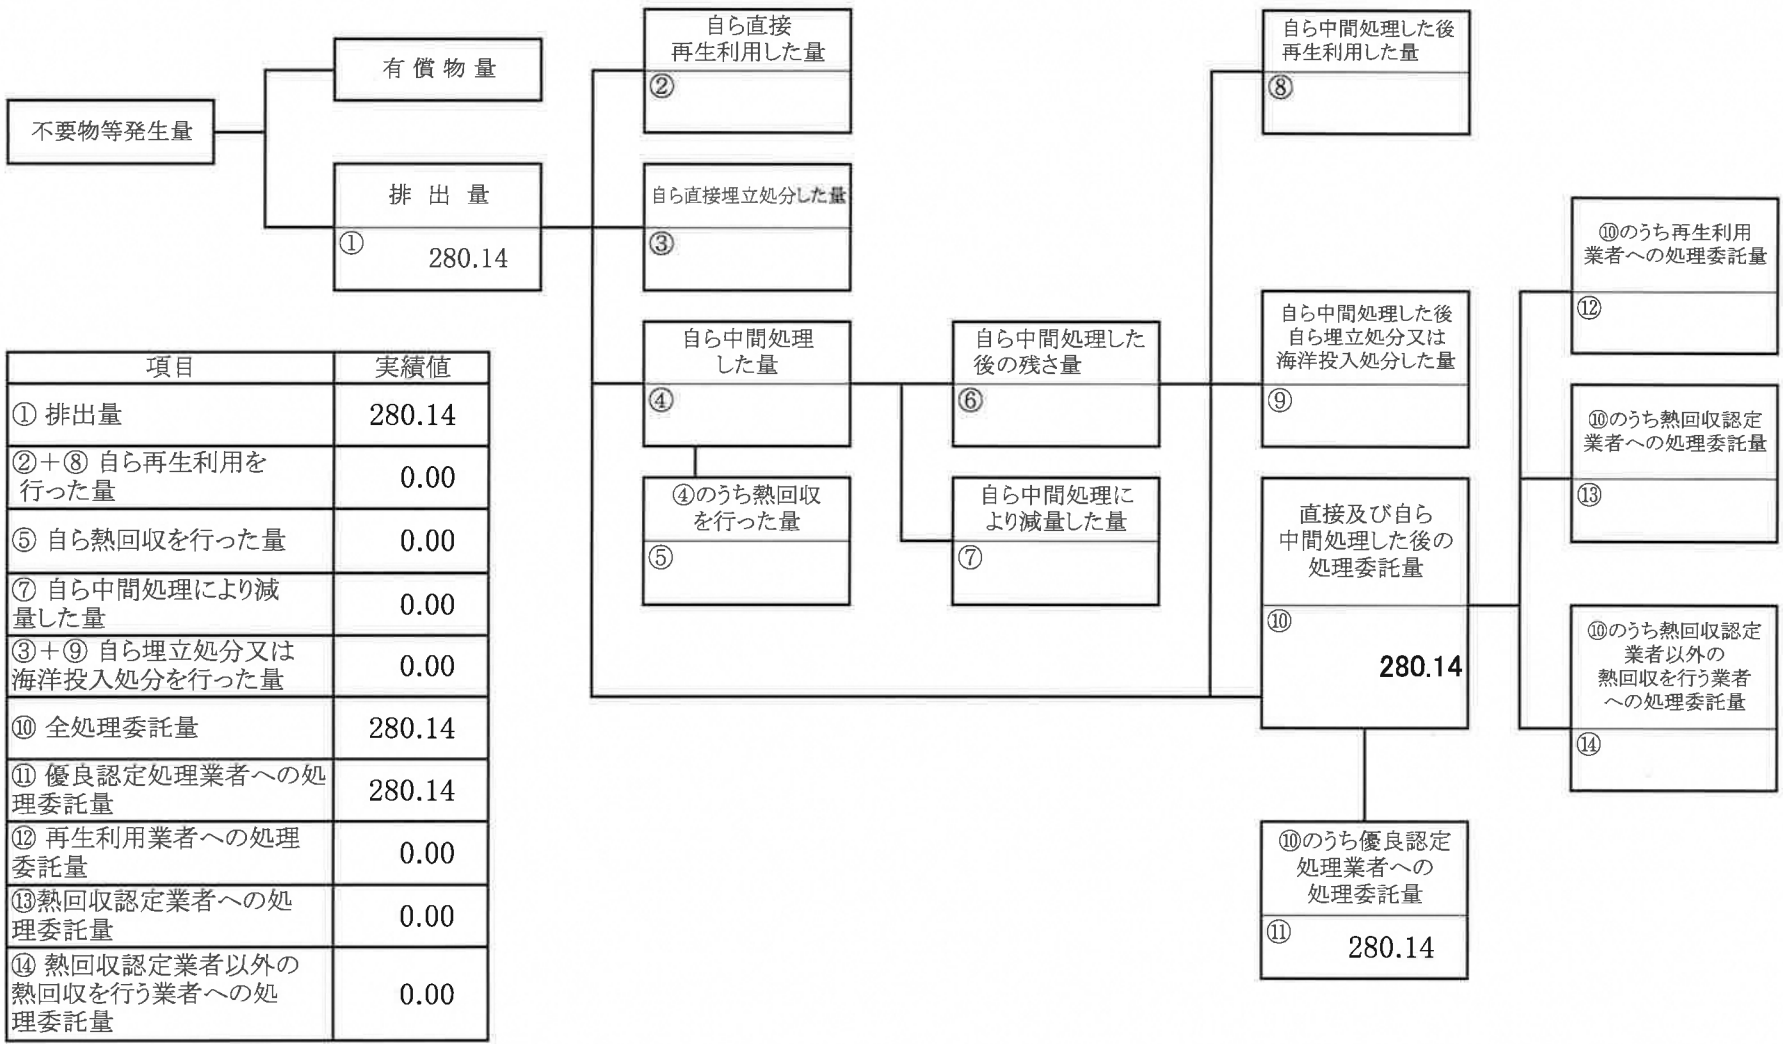 不要物等発生量
有償物量
排出量
①
280.14
自ら直接
再生利用した量
②
自ら直接埋立処分した量
③
自ら中間処理
した量
④
④のうち熱回収
を行った量
⑤
自ら中間処理した
後の残さ量
⑥
自ら中間処理に
より減量した量
⑦
自ら中間処理した後
再生利用した量
⑧
自ら中間処理した後
自ら埋立処分又は
海洋投入処分した量
⑨
直接及び自ら
中間処理した後の
処理委託量
⑩
280.14
⑩のうち優良認定
処理業者への
処理委託量
⑪
280.14
⑩のうち再生利用
業者への処理委託量
⑫
⑩のうち熱回収認定
業者への処理委託量
⑬
⑩のうち熱回収認定
業者以外の
熱回収を行う業者
への処理委託量
⑭
項目 実績値
① 排出量 280.14
②＋⑧ 自ら再生利用を
行った量 0.00
⑤ 自ら熱回収を行った量 0.00
⑦ 自ら中間処理により減
量した量 0.00
③＋⑨ 自ら埋立処分又は
海洋投入処分を行った量 0.00
⑩ 全処理委託量 280.14
⑪ 優良認定処理業者への処
理委託量 280.14
⑫ 再生利用業者への処理
委託量 0.00
⑬熱回収認定業者への処
理委託量 0.00
⑭ 熱回収認定業者以外の
熱回収を行う業者への処
理委託量 0.00